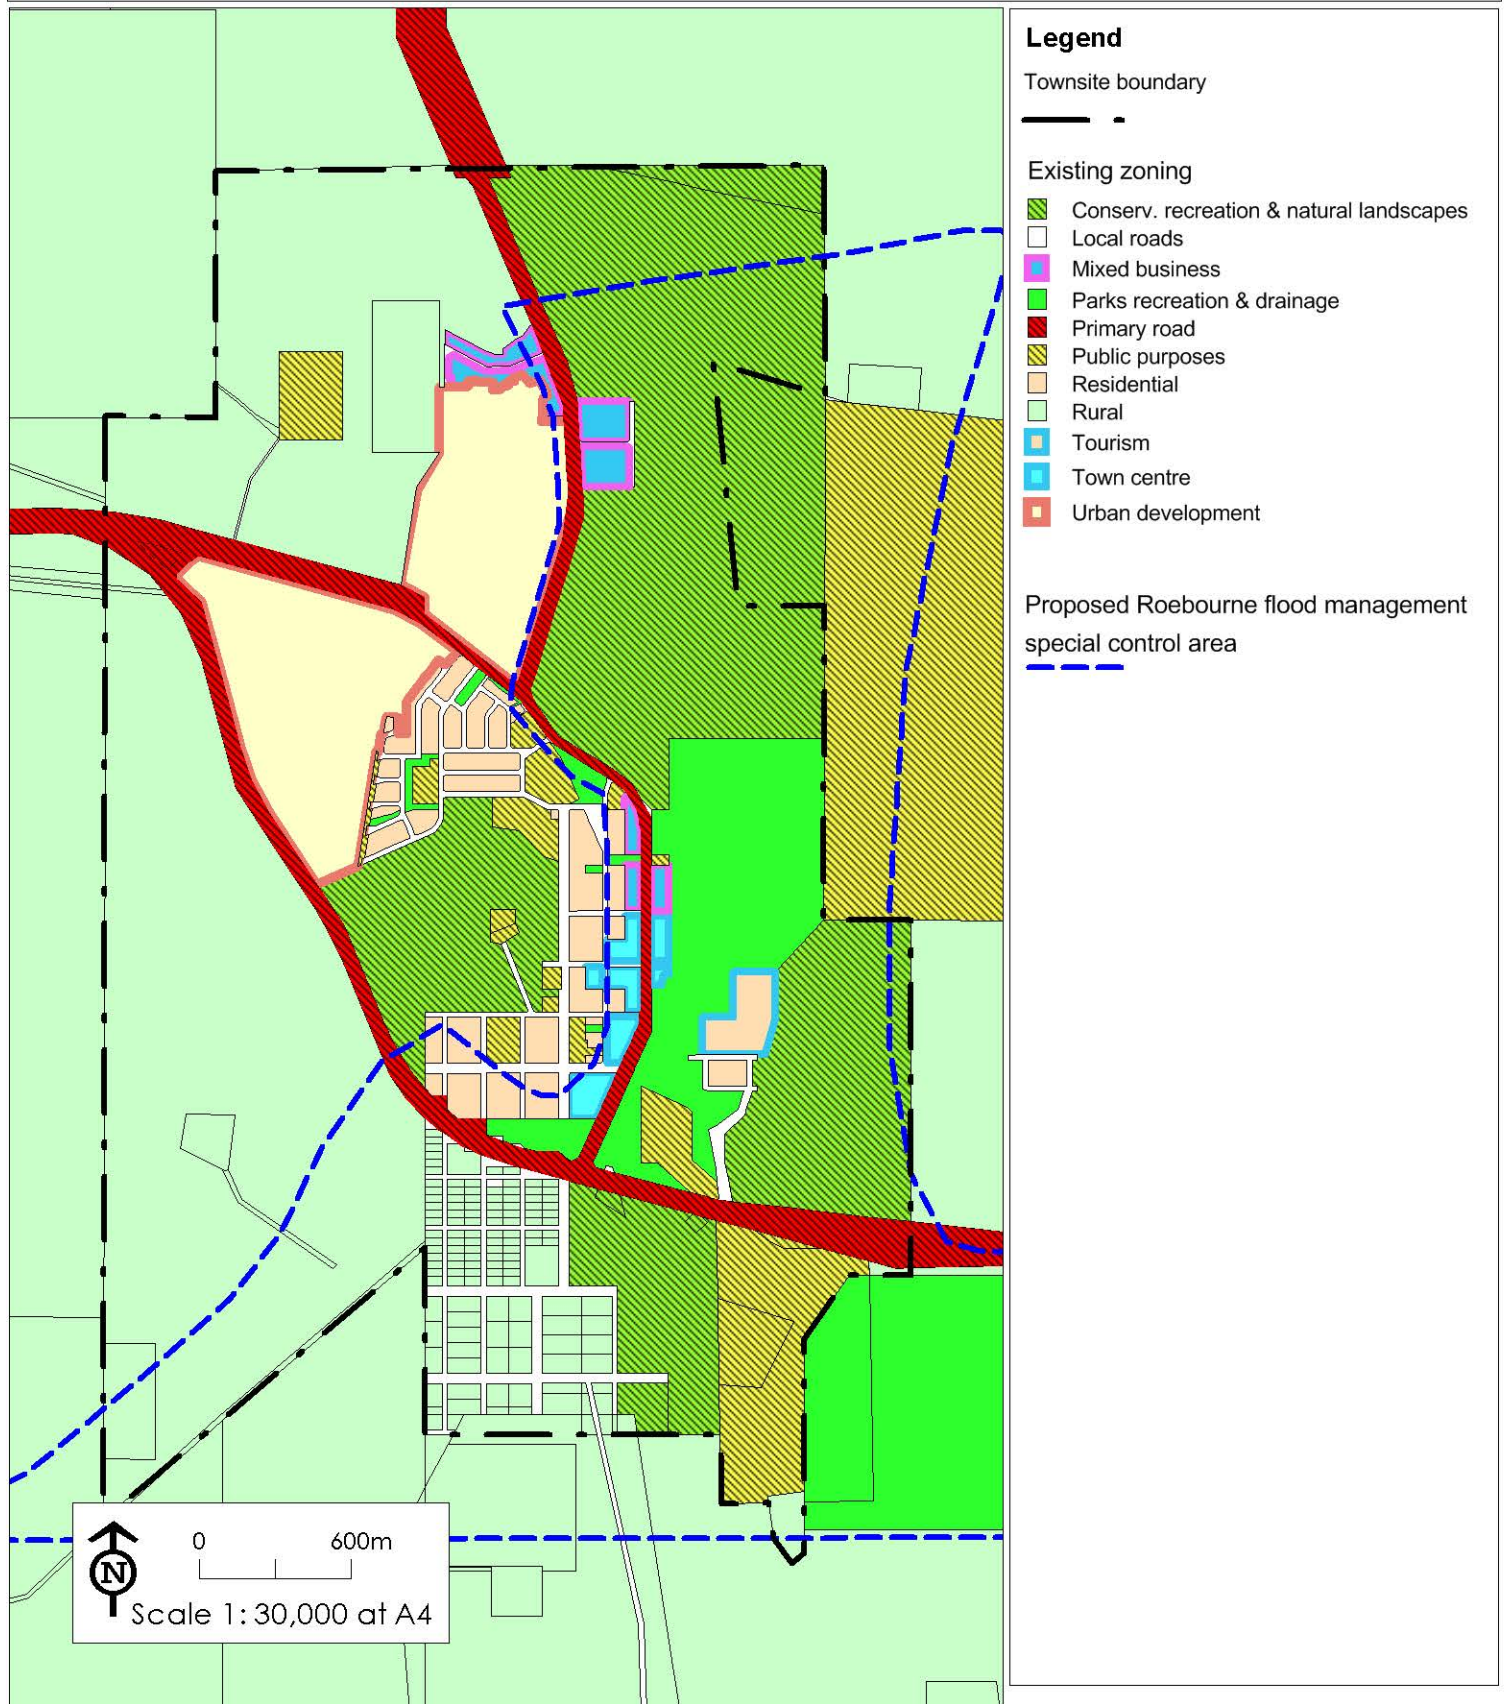 Legend
Townsite boundary
Existing zoning
Conserv. recreation & natural landscapes
Local roads
Mixed business
Parks recreation & drainage
Primary road
Public purposes
Residential
Rural
Tourism
Town centre
Urban development
Proposed Roebourne flood management
special control area
0 600m
N
Scale 1:30,000 at A4